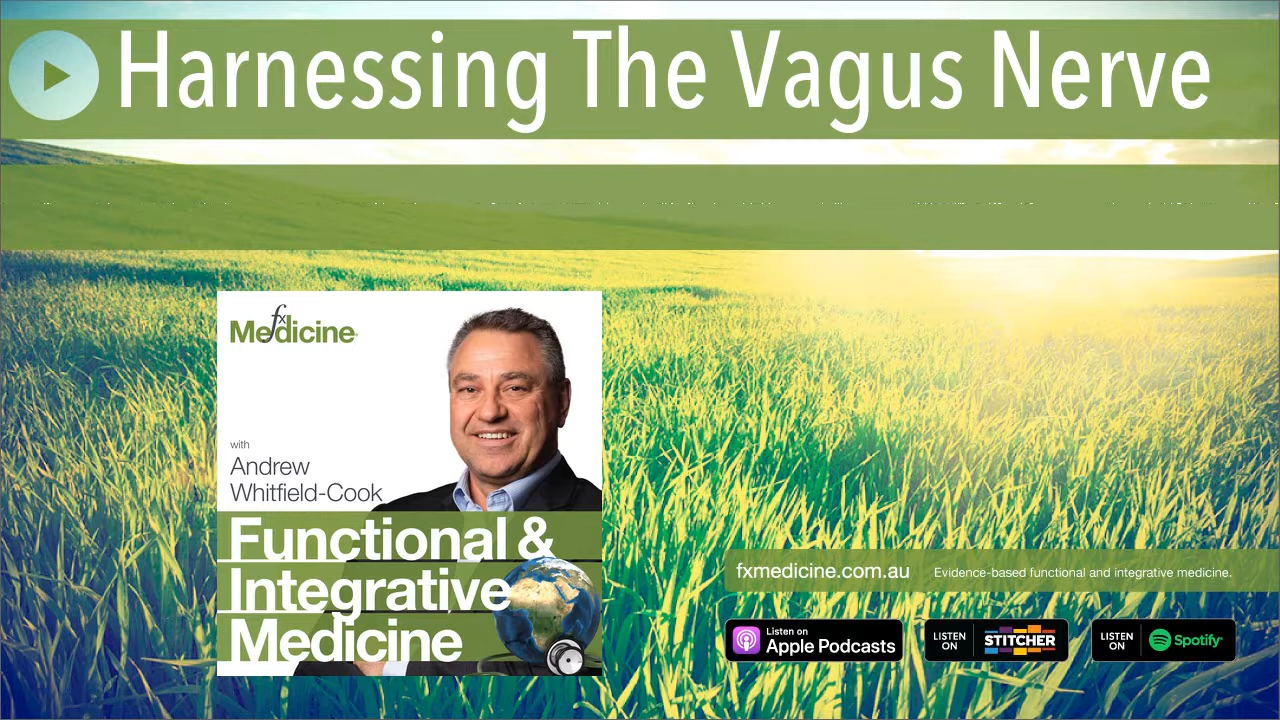 Harnessing The Vagus Nerve
fx
Medicine
with
Andrew
Whitfield-Cook
Functional &
Integrative
Medicine
fxmedicine.com.au
Evidence-based functional and integrative medicine.
Listen on
Apple Podcasts
LISTEN
ON
STITCHER
LISTEN
ON
Spotify